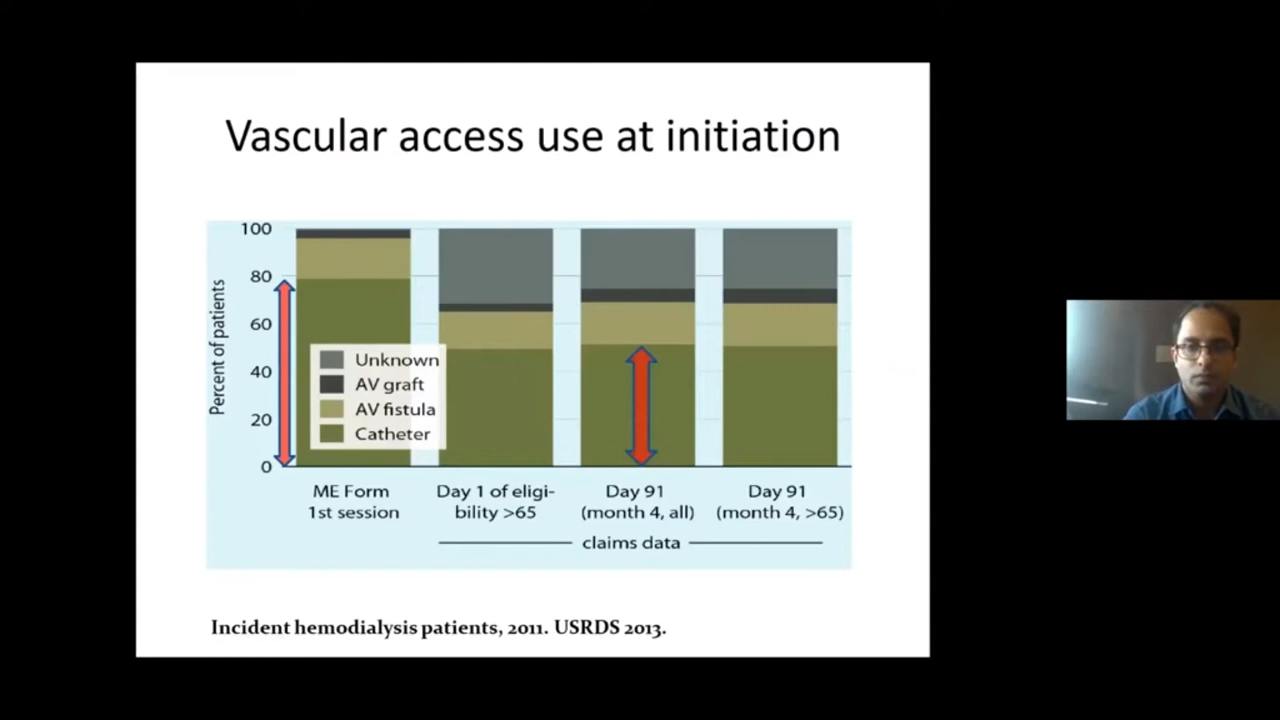 Vascular access use at initiation
Percent of patients
100
80
60
40
20
0
Unknown
AV graft
AV fistula
Catheter
ME Form
1st session
Day 1 of eligi-
bility >65
Day 91
(month 4, all)
Day 91
(month 4, >65)
claims data
Incident hemodialysis patients, 2011. USRDS 2013.